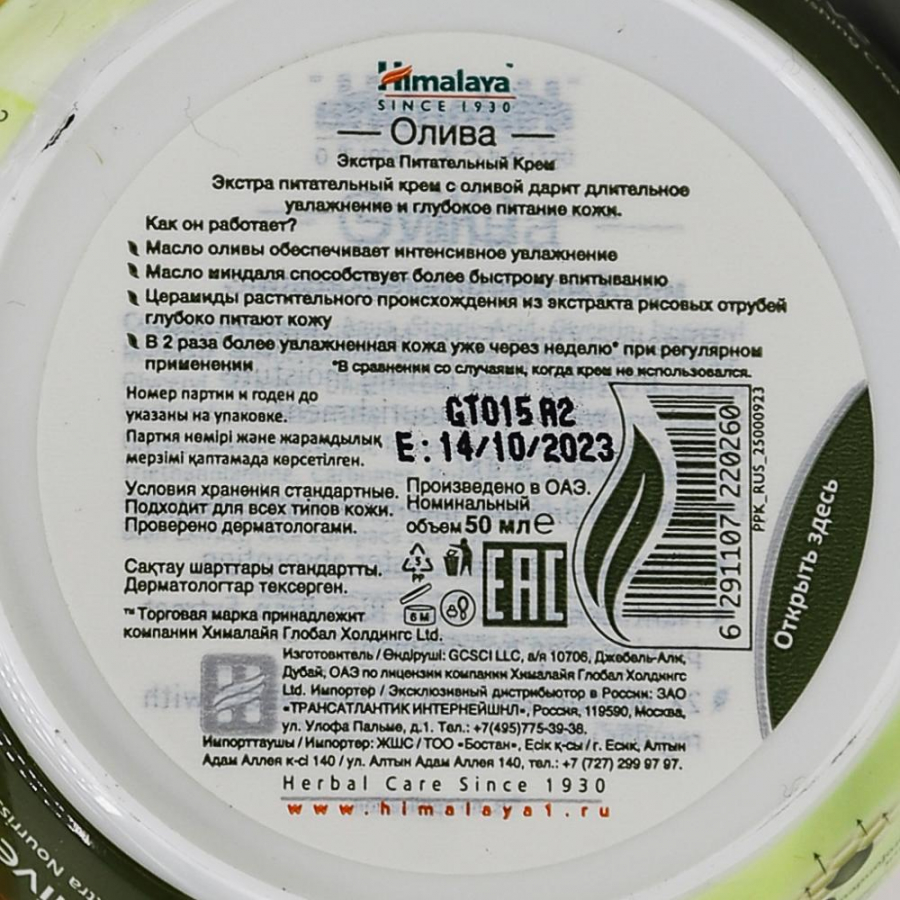 Himalaya
SINCE 1930
Олива
Экстра Питательный Крем
Экстра питательный крем с оливой дарит длительное
увлажнение и глубокое питание кожи.
Как он работает?
Масло оливы обеспечивает интенсивное увлажнение
Масло миндаля способствует более быстрому впитыванию
Церамиды растительного происхождения из экстракта рисовых отрубей
глубоко питают кожу
В 2 раза более увлажненная кожа уже через неделю* при регулярном
применении *В сравнении со случаями, когда крем не использовался.
Номер партии и годен до
указаны на упаковке.
Партия нөмірі және жарамдылық
мерзімі қаптамада көрсетілген.
GT015 A2
E: 14/10/2023
Условия хранения стандартные.
Подходит для всех типов кожи.
Проверено дерматологами.
Произведено в ОАЭ.
Номинальный
объем 50 мл e
Сақтау шарттары стандартты.
Дерматологтар тексерген.
5
PP
6 M
EAC
™Торговая марка принадлежит
компании Хималайя Глобал Холдингс Ltd.
6 291107 220260
PPK_RUS_25000923
Открыть здесь
Изготовитель / Өндіруші: GCSCI LLC, а/я 10706, Джебель-Али,
Дубай, ОАЭ по лицензии компании Хималайя Глобал Холдингс
Ltd. Импортер / Эксклюзивный дистрибьютор в России: ЗАО
«ТРАНСАТЛАНТИК ИНТЕРНЕЙШНЛ», Россия, 119590, Москва,
ул. Улофа Пальме, д.1. Тел.: +7(495)775-39-38.
Импорттаушы / Импортер: ЖШС / ТОО «Бостан», Есік қ-сы / г. Есик, Алтын
Адам Аллея к-сі 140 / ул. Алтын Адам Аллея 140, тел.: +7 (727) 299 97 97.
Herbal Care Since 1930
www.himalaya1.ru